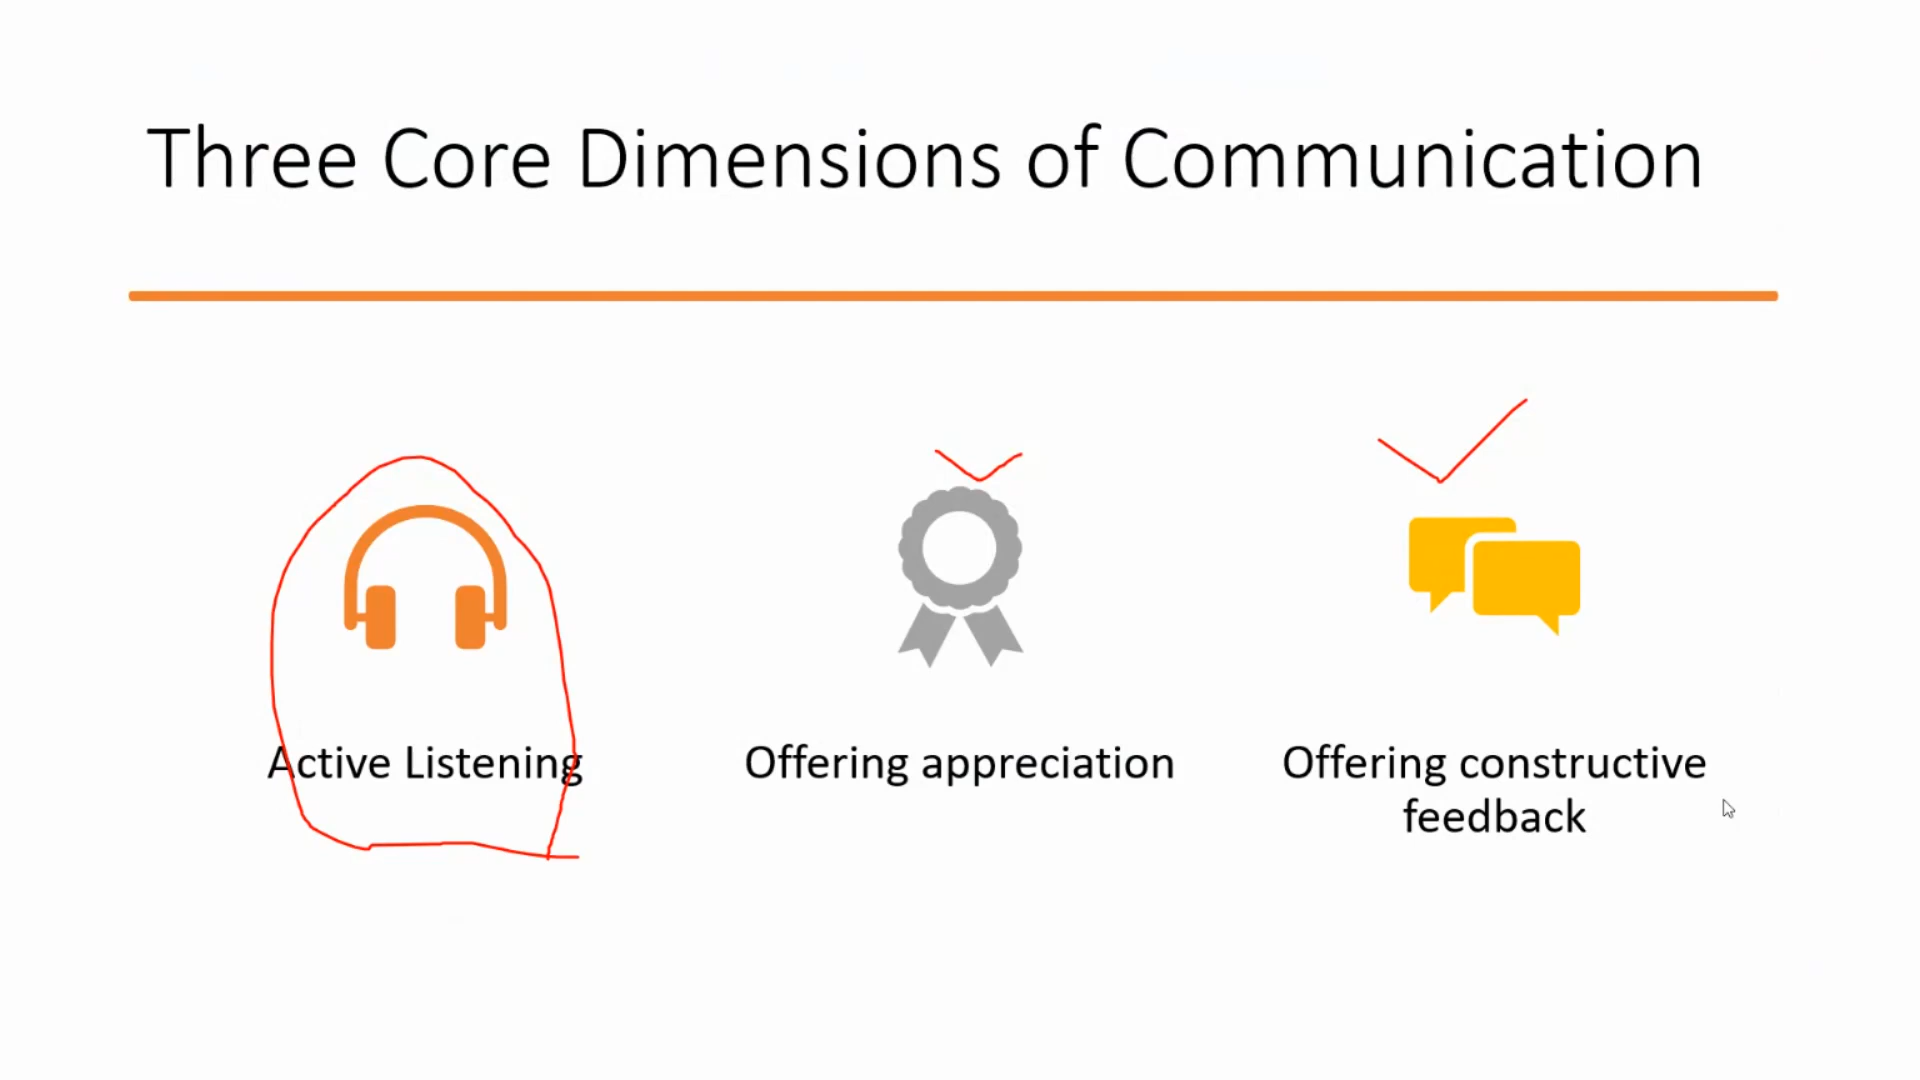 Three Core Dimensions of Communication
Active Listening
Offering appreciation
Offering constructive
feedback